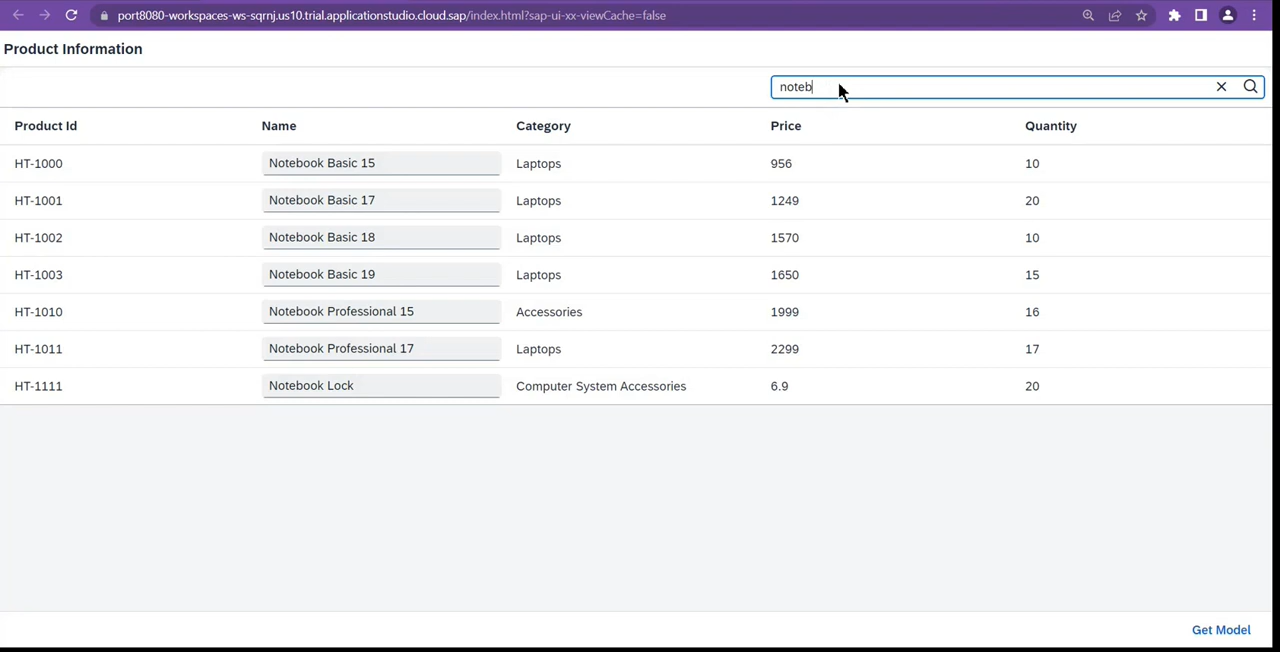 port8080-workspaces-ws-sqrnj.us10.trial.applicationstudio.cloud.sap/index.html?sap-ui-xx-viewCache=false
Product Information
noteb
Product Id Name Category Price Quantity
HT-1000 Notebook Basic 15 Laptops 956 10
HT-1001 Notebook Basic 17 Laptops 1249 20
HT-1002 Notebook Basic 18 Laptops 1570 10
HT-1003 Notebook Basic 19 Laptops 1650 15
HT-1010 Notebook Professional 15 Accessories 1999 16
HT-1011 Notebook Professional 17 Laptops 2299 17
HT-1111 Notebook Lock Computer System Accessories 6.9 20
Get Model